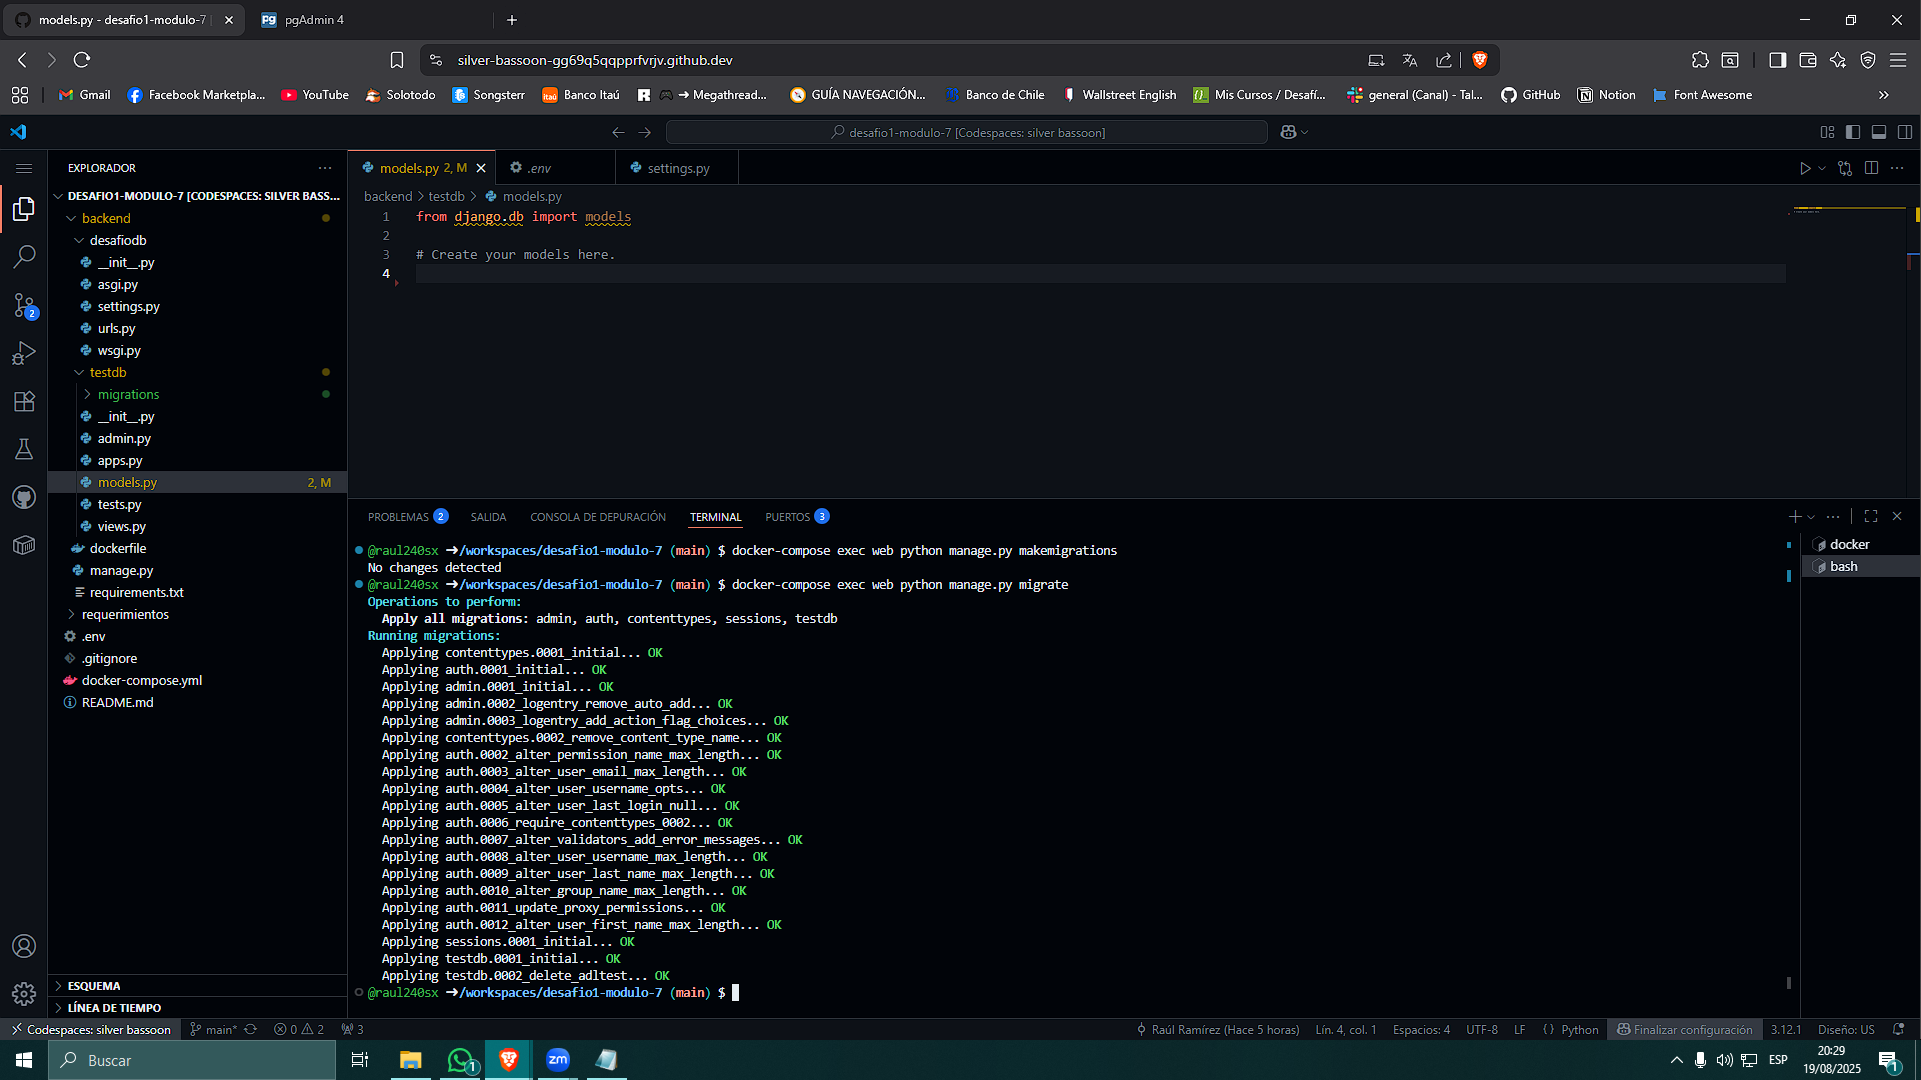 models.py - desafio1-modulo-7
pgAdmin 4
silver-bassoon-gg69q5qqpprfvrjv.github.dev
Gmail
Facebook Marketpla...
YouTube
Solotodo
Songsterr
Banco Itaú
→ Megathread...
GUÍA NAVEGACIÓN...
Banco de Chile
Wallstreet English
Mis Cursos / Desafí...
general (Canal) - Tal...
GitHub
Notion
Font Awesome
desafio1-modulo-7 [Codespaces: silver bassoon]
EXPLORADOR
DESAFIO1-MODULO-7 [CODESPACES: SILVER BASS...
backend
desafiodb
__init__.py
asgi.py
settings.py
urls.py
wsgi.py
testdb
migrations
__init__.py
admin.py
apps.py
models.py 2, M
tests.py
views.py
dockerfile
manage.py
requirements.txt
requerimientos
.env
.gitignore
docker-compose.yml
README.md
ESQUEMA
LÍNEA DE TIEMPO
2
models.py 2, M
.env
settings.py
backend > testdb > models.py
1 from django.db import models
2
3 # Create your models here.
4
PROBLEMAS 2
SALIDA
CONSOLA DE DEPURACIÓN
TERMINAL
PUERTOS 3
@raul240sx ➜/workspaces/desafio1-modulo-7 (main) $ docker-compose exec web python manage.py makemigrations
No changes detected
@raul240sx ➜/workspaces/desafio1-modulo-7 (main) $ docker-compose exec web python manage.py migrate
Operations to perform:
Apply all migrations: admin, auth, contenttypes, sessions, testdb
Running migrations:
Applying contenttypes.0001_initial... OK
Applying auth.0001_initial... OK
Applying admin.0001_initial... OK
Applying admin.0002_logentry_remove_auto_add... OK
Applying admin.0003_logentry_add_action_flag_choices... OK
Applying contenttypes.0002_remove_content_type_name... OK
Applying auth.0002_alter_permission_name_max_length... OK
Applying auth.0003_alter_user_email_max_length... OK
Applying auth.0004_alter_user_username_opts... OK
Applying auth.0005_alter_user_last_login_null... OK
Applying auth.0006_require_contenttypes_0002... OK
Applying auth.0007_alter_validators_add_error_messages... OK
Applying auth.0008_alter_user_username_max_length... OK
Applying auth.0009_alter_user_last_name_max_length... OK
Applying auth.0010_alter_group_name_max_length... OK
Applying auth.0011_update_proxy_permissions... OK
Applying auth.0012_alter_user_first_name_max_length... OK
Applying sessions.0001_initial... OK
Applying testdb.0001_initial... OK
Applying testdb.0002_delete_adltest... OK
@raul240sx ➜/workspaces/desafio1-modulo-7 (main) $
docker
bash
Codespaces: silver bassoon
main*
0 2
3
Raúl Ramírez (Hace 5 horas)
Lín. 4, col. 1
Espacios: 4
UTF-8
LF
{ } Python
Finalizar configuración
3.12.1
Diseño: US
Buscar
1
zm
ESP
20:29
19/08/2025
1